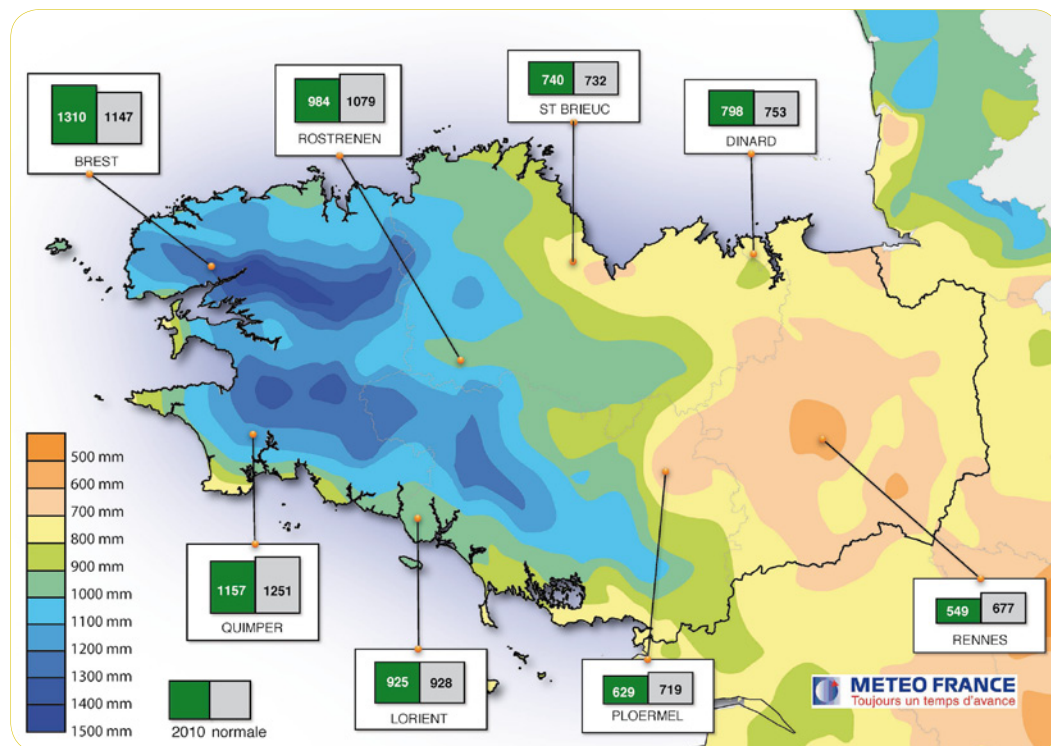 740 732
ST BRIEUC
984 1079
ROSTRENEN
1310 1147
BREST
798 753
DINARD
500 mm
600 mm
700 mm
800 mm
900 mm
1000 mm
1100 mm
1200 mm
1300 mm
1400 mm
1500 mm
1157 1251
QUIMPER
549 677
RENNES
925 928
LORIENT
629 719
PLOERMEL
2010 normale
METEO FRANCE
Toujours un temps d'avance